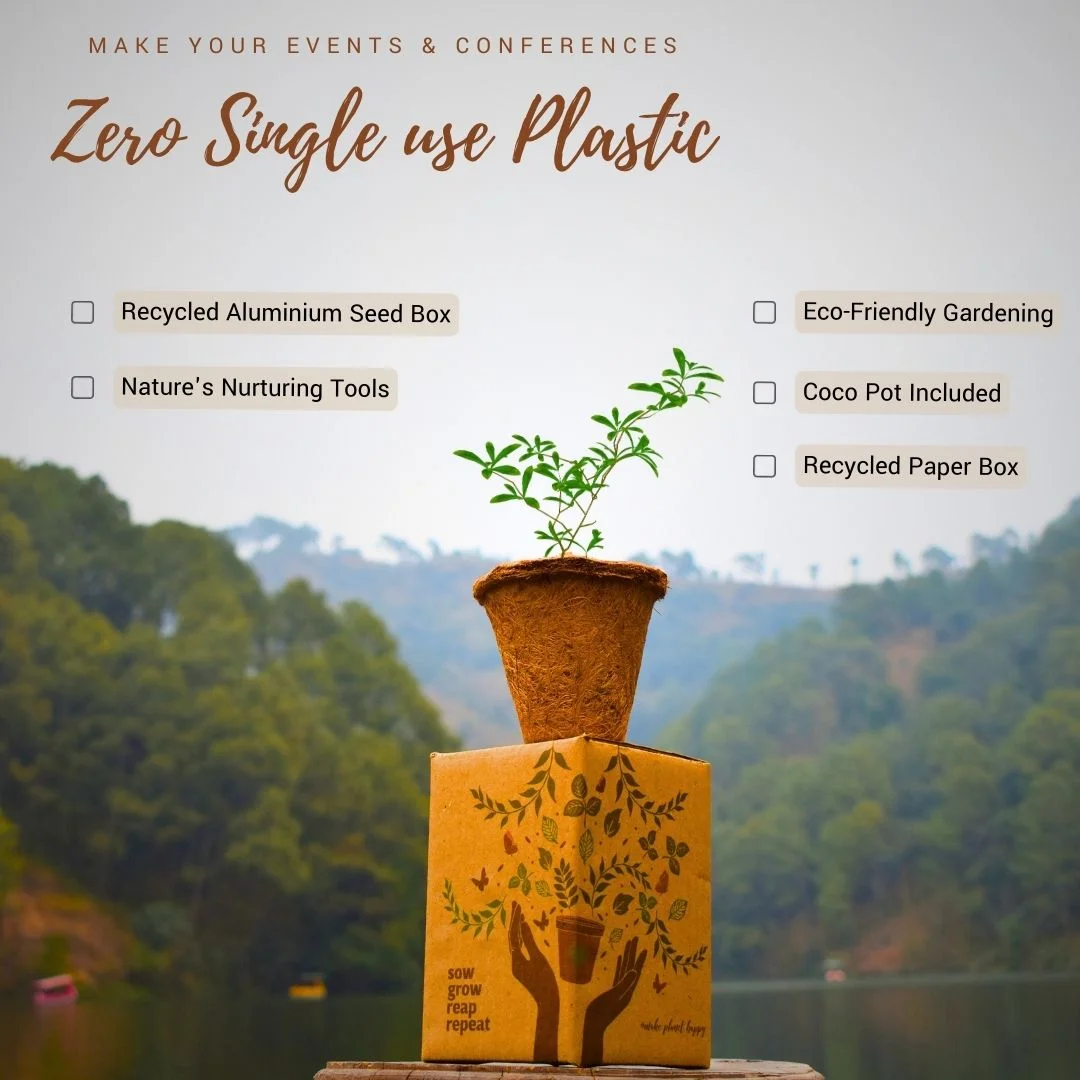 MAKE YOUR EVENTS & CONFERENCES
Zero Single use Plastic
Recycled Aluminium Seed Box
Nature's Nurturing Tools
Eco-Friendly Gardening
Coco Pot Included
Recycled Paper Box
sow
grow
reap
repeat
#make planet happy